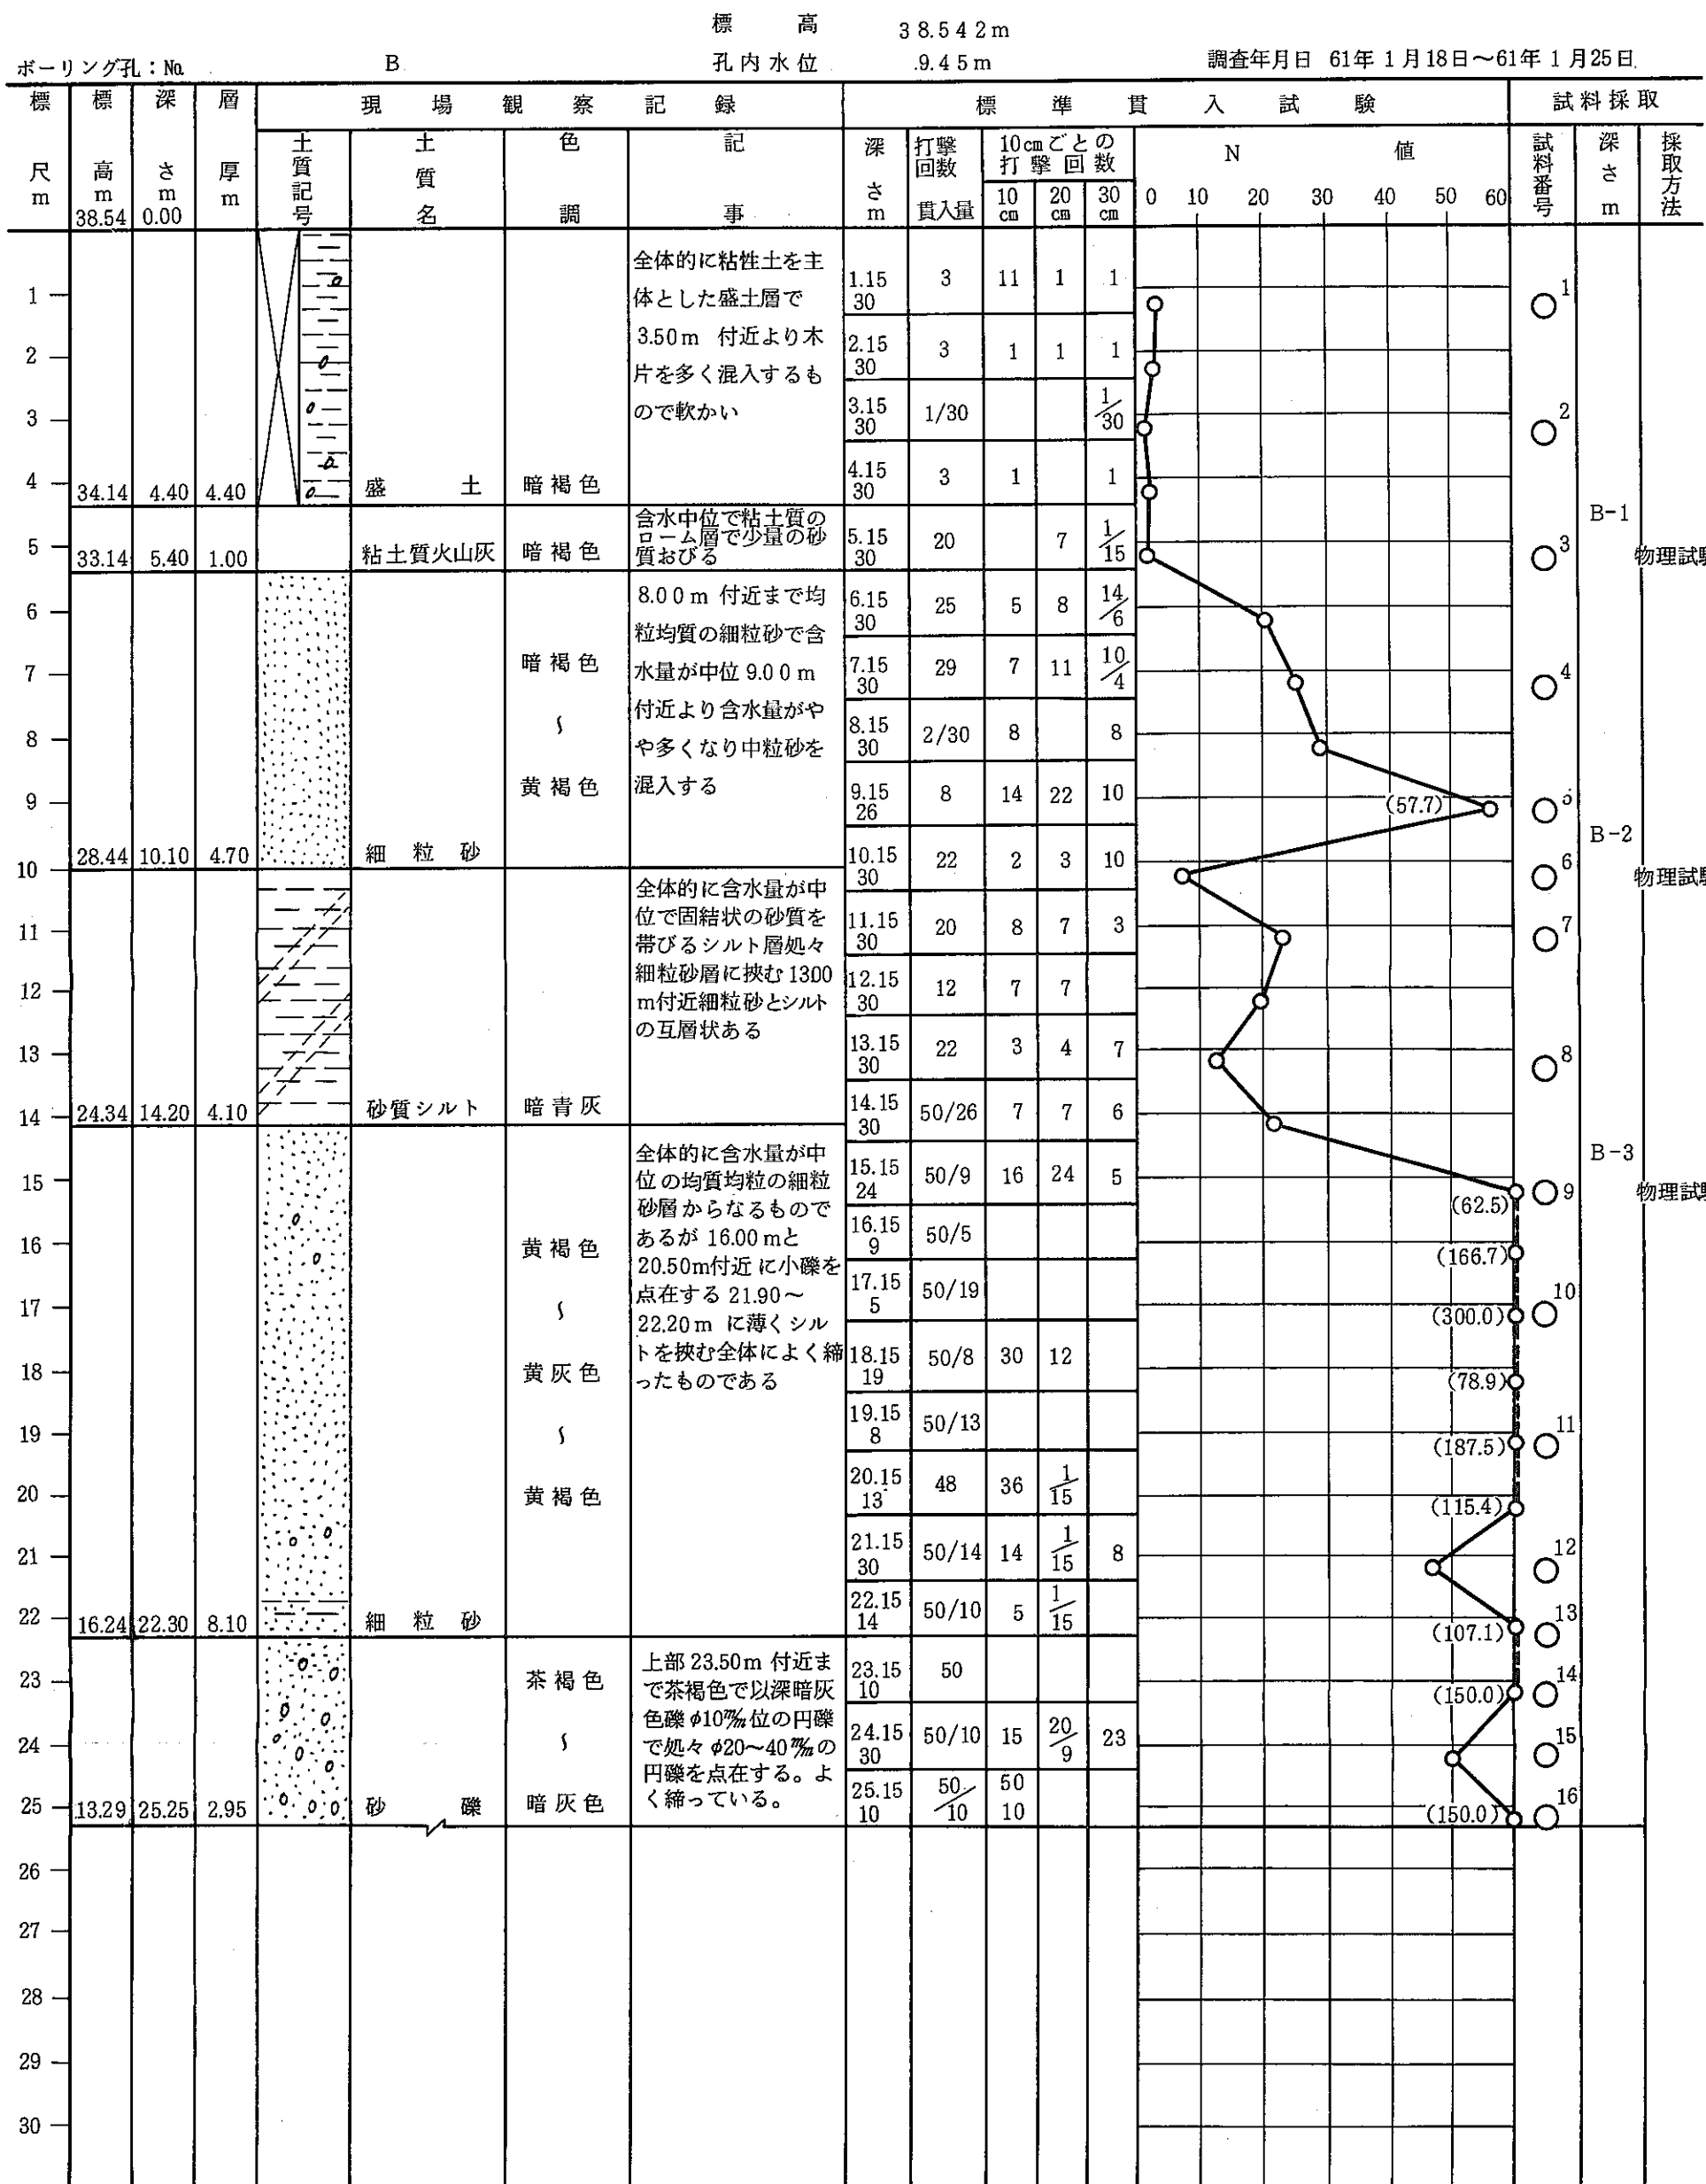 標 高 38.542m
ボーリング孔：No. B 孔内水位 9.45m 調査年月日 61年1月18日～61年1月25日
標尺 m 標高 m 深さ m 層厚 m 現場観察記録 標準貫入試験 試料採取
土質記号 土質名 色調 記事 深さ m 打撃回数 貫入量 10cmごとの打撃回数 N 値 試料番号 深さ m 採取方法
10cm 20cm 30cm 0 10 20 30 40 50 60
38.54 0.00
全体的に粘性土を主
体とした盛土層で
3.50m 付近より木
片を多く混入するも
ので軟かい
1 1.15 30 3 11 1 1 1
2 2.15 30 3 1 1 1
3 3.15 30 1/30 1/30 2
4 34.14 4.40 4.40 盛土 暗褐色 4.15 30 3 1 1
B-1
含水中位で粘土質の
ローム層で少量の砂
質おびる
5 33.14 5.40 1.00 粘土質火山灰 暗褐色 5.15 30 20 7 1/15 3 物理試験
8.00m 付近まで均
粒均質の細粒砂で含
水量が中位 9.00m
付近より含水量がや
や多くなり中粒砂を
混入する
6 6.15 30 25 5 8 14/6
7 暗褐色 7.15 30 29 7 11 10/4 4
～
8 8.15 30 2/30 8 8
9 黄褐色 9.15 26 8 14 22 10 (57.7) 5
B-2
10 28.44 10.10 4.70 細粒砂 10.15 30 22 2 3 10 6 物理試験
全体的に含水量が中
位で固結状の砂質を
帯びるシルト層処々
細粒砂層に挟む 1300
m付近細粒砂とシルト
の互層状ある
11 11.15 30 20 8 7 3 7
12 12.15 30 12 7 7
13 13.15 30 22 3 4 7 8
14 24.34 14.20 4.10 砂質シルト 暗青灰 14.15 30 50/26 7 7 6
B-3
全体的に含水量が中
位の均質均粒の細粒
砂層からなるもので
あるが 16.00mと
20.50m付近に小礫を
点在する 21.90～
22.20m に薄くシル
トを挟む全体によく締
ったものである
15 15.15 24 50/9 16 24 5 (62.5) 9 物理試験
16 黄褐色 16.15 9 50/5 (166.7)
～
17 17.15 5 50/19 (300.0) 10
18 黄灰色 18.15 19 50/8 30 12 (78.9)
～
19 19.15 8 50/13 (187.5) 11
20 黄褐色 20.15 13 48 36 1/15 (115.4)
21 21.15 30 50/14 14 1/15 8 12
22 16.24 22.30 8.10 細粒砂 22.15 14 50/10 5 1/15 (107.1) 13
上部 23.50m 付近ま
で茶褐色で以深暗灰
色礫 φ10㎜位の円礫
で処々 φ20～40㎜の
円礫を点在する。よ
く締っている。
23 茶褐色 23.15 10 50 (150.0) 14
～
24 24.15 30 50/10 15 20/9 23 15
25 13.29 25.25 2.95 砂礫 暗灰色 25.15 10 50/10 50 10 (150.0) 16
26
27
28
29
30